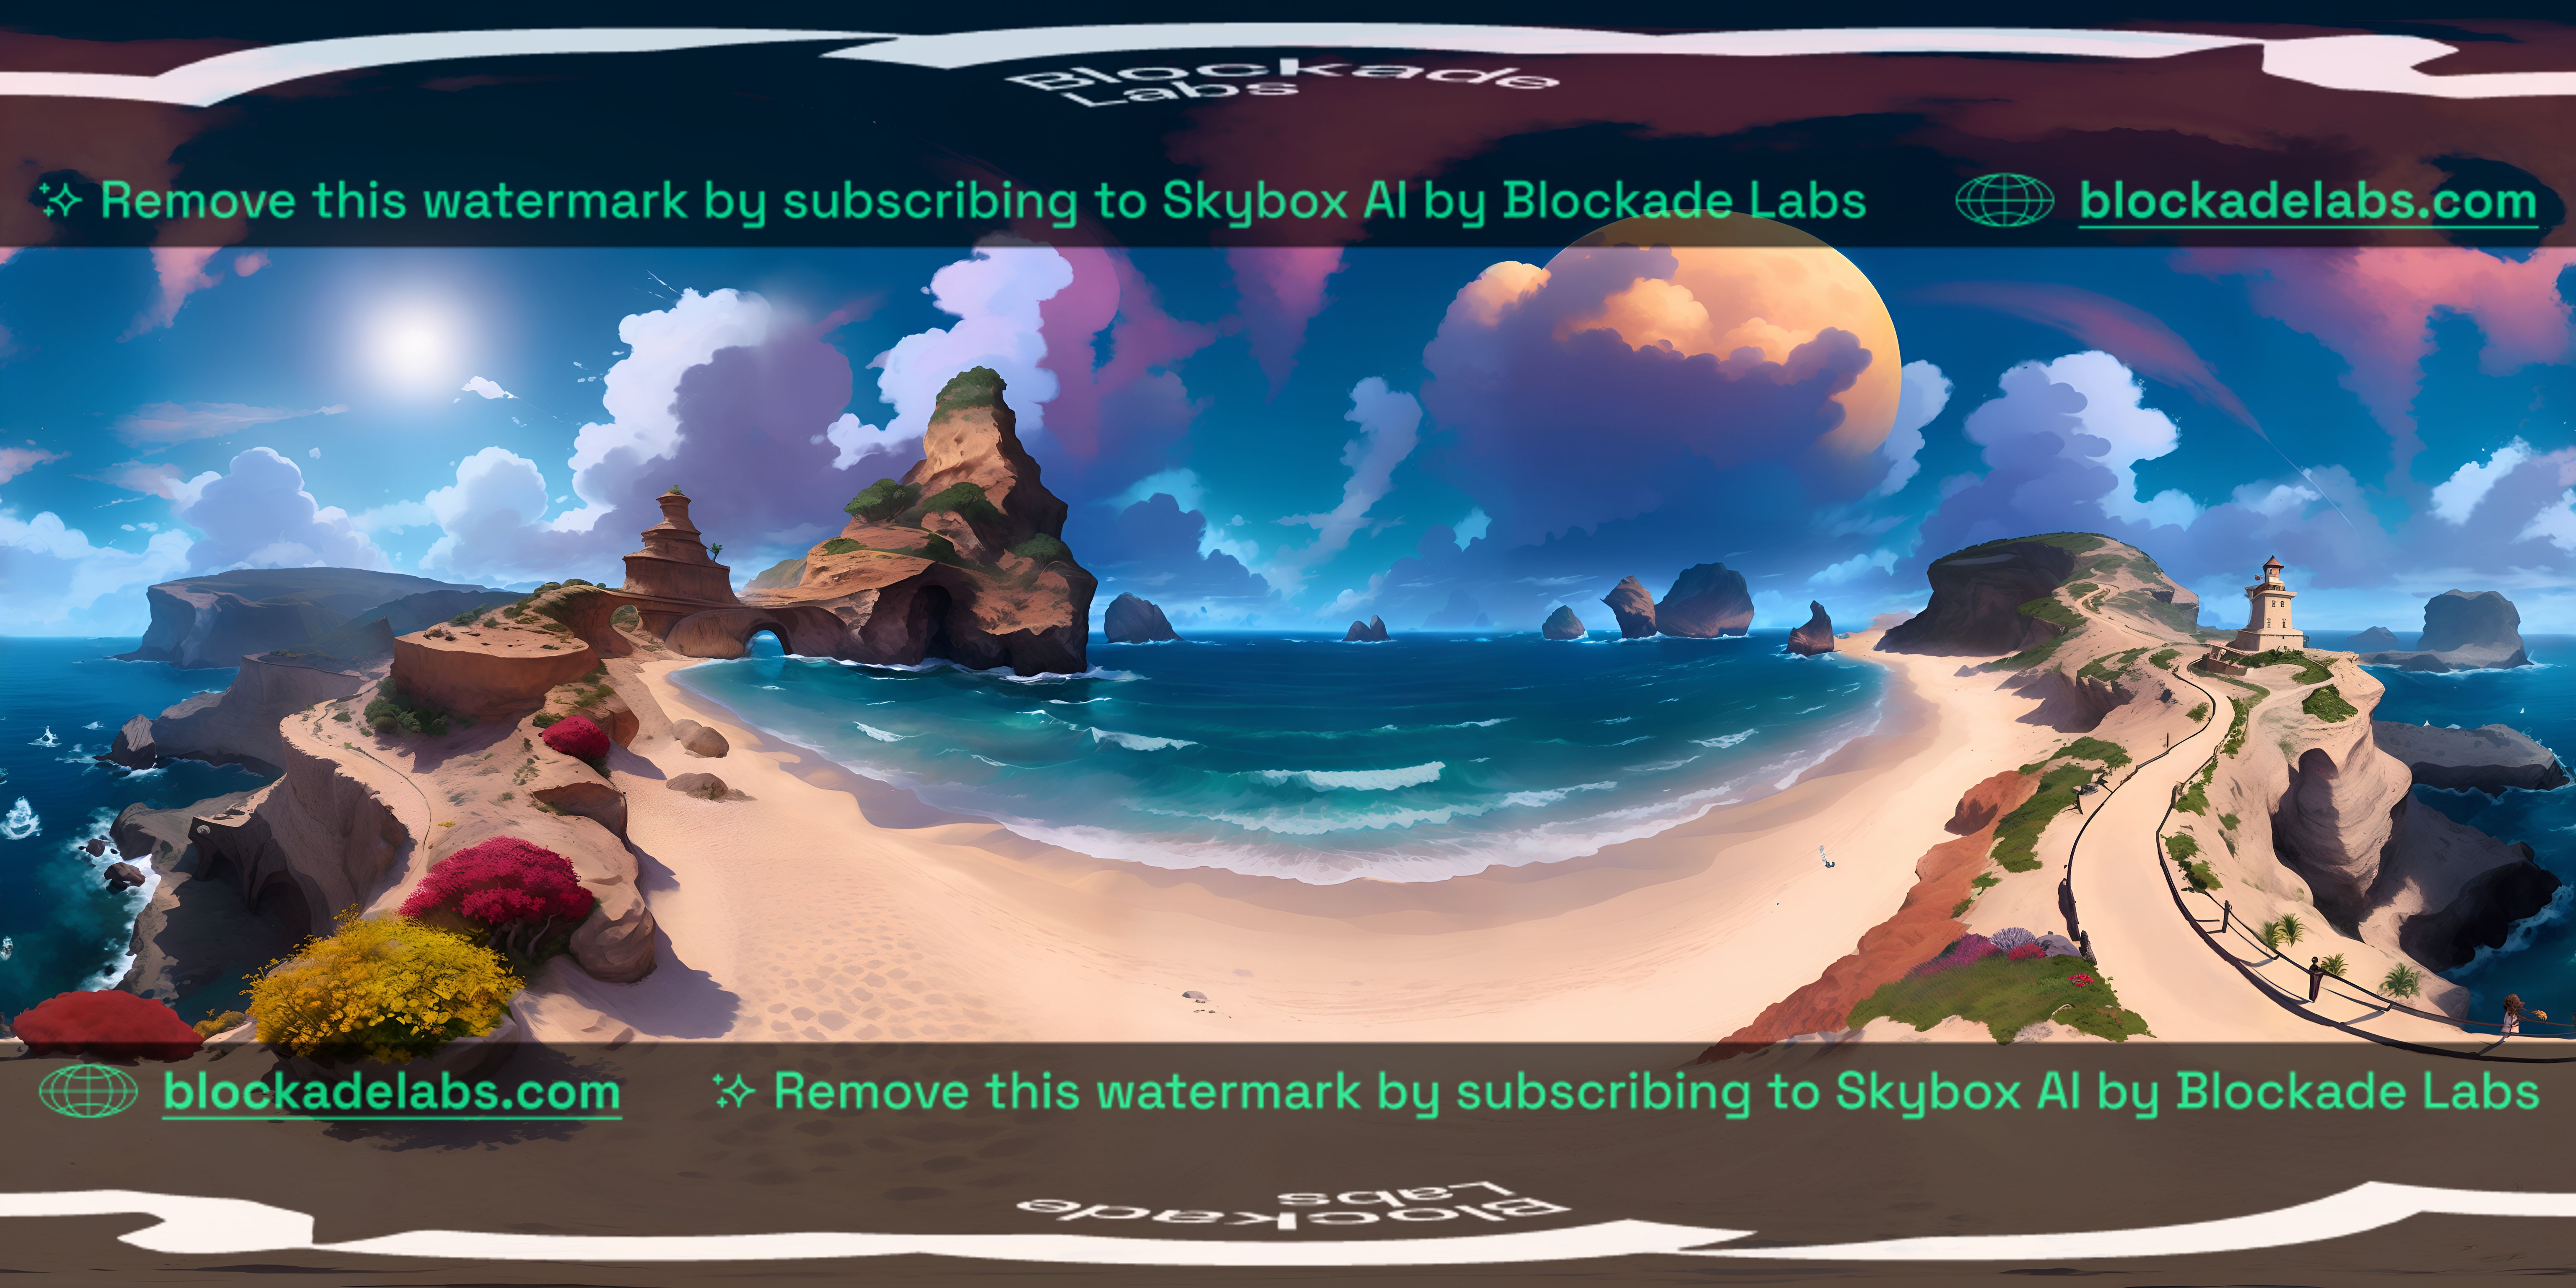 Blockade
Labs
Remove this watermark by subscribing to Skybox AI by Blockade Labs
blockadelabs.com
blockadelabs.com
Remove this watermark by subscribing to Skybox AI by Blockade Labs
Labs
Blockade